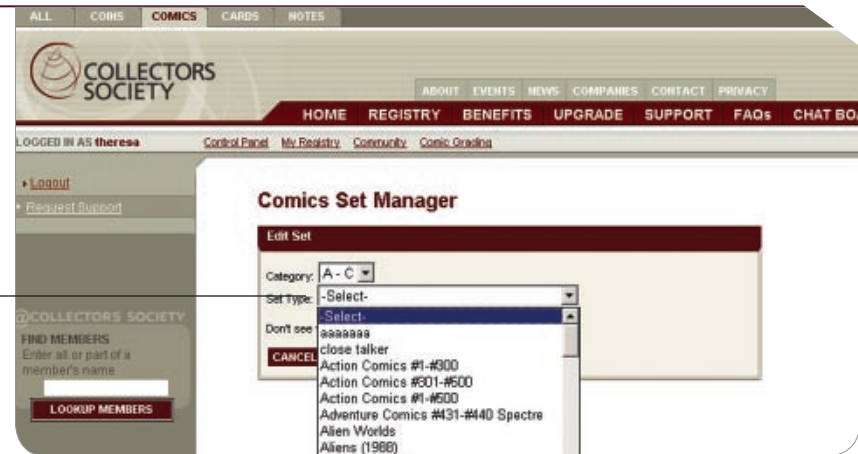 ALL COINS COMICS CARDS NOTES
COLLECTORS
SOCIETY
ABOUT EVENTS NEWS COMPANIES CONTACT PRIVACY
HOME REGISTRY BENEFITS UPGRADE SUPPORT FAQs CHAT BOA
LOGGED IN AS theresa
Control Panel My Registry Community Comic Grading
Logout
Request Support
Comics Set Manager
Edit Set
Category: A - C
Set Type: -Select-
-Select-
Don't see
aaaaaaa
close talker
CANCEL
Action Comics #1-#300
Action Comics #301-#600
Action Comics #1-#500
Adventure Comics #431-#440 Spectre
Alien Worlds
Aliens (1988)
@COLLECTORS SOCIETY
FIND MEMBERS
Enter all or part of a
member's name
LOOKUP MEMBERS